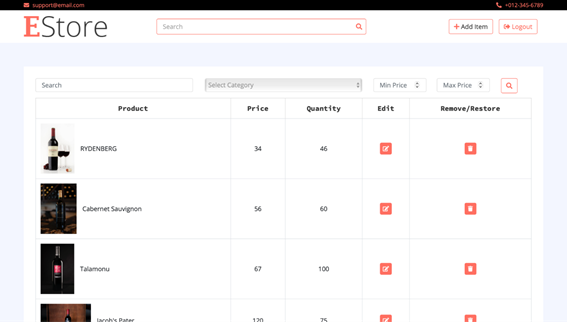 support@email.com +012-345-6789
EStore
Search
Add Item Logout
Search Select Category Min Price Max Price
Product Price Quantity Edit Remove/Restore
RYDENBERG 34 46
Cabernet Sauvignon 56 60
Talamonu 67 100
Jacob's Pater 120 75